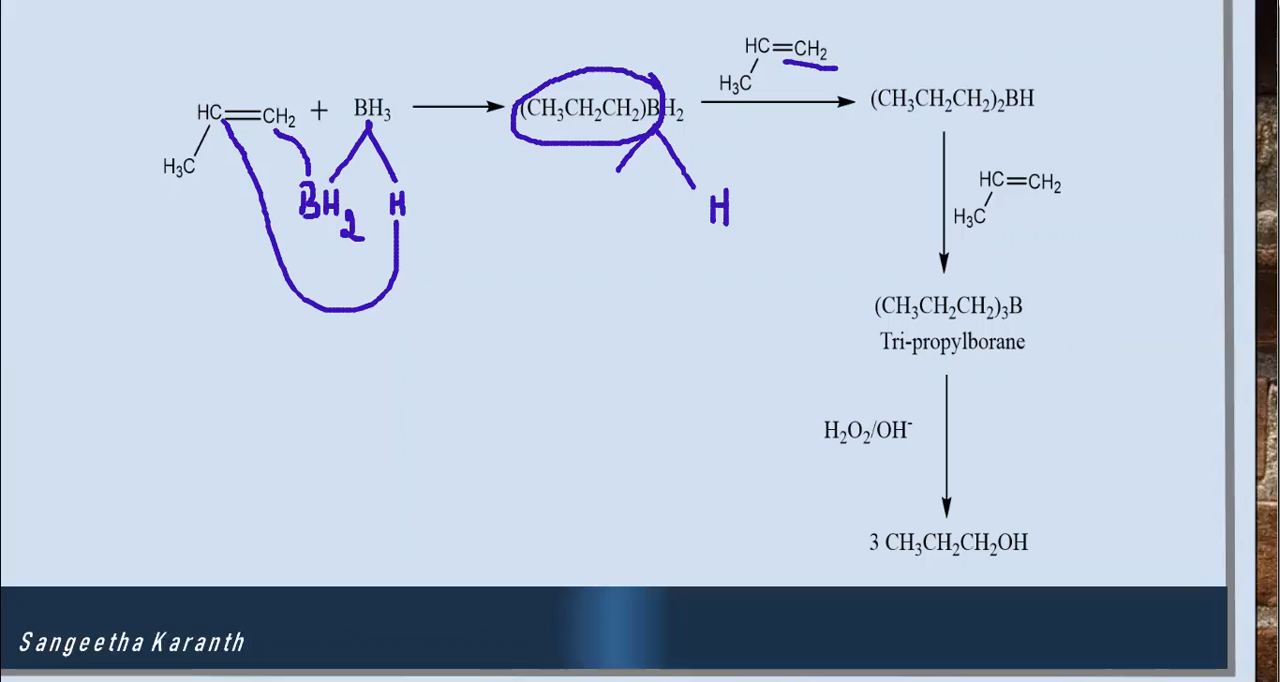 HC=CH₂
H₃C
HC=CH₂ + BH₃ (CH₃CH₂CH₂)BH₂ (CH₃CH₂CH₂)₂BH
H₃C
BH₂ H H
HC=CH₂
H₃C
(CH₃CH₂CH₂)₃B
Tri-propylborane
H₂O₂/OH⁻
3 CH₃CH₂CH₂OH
Sangeetha Karanth